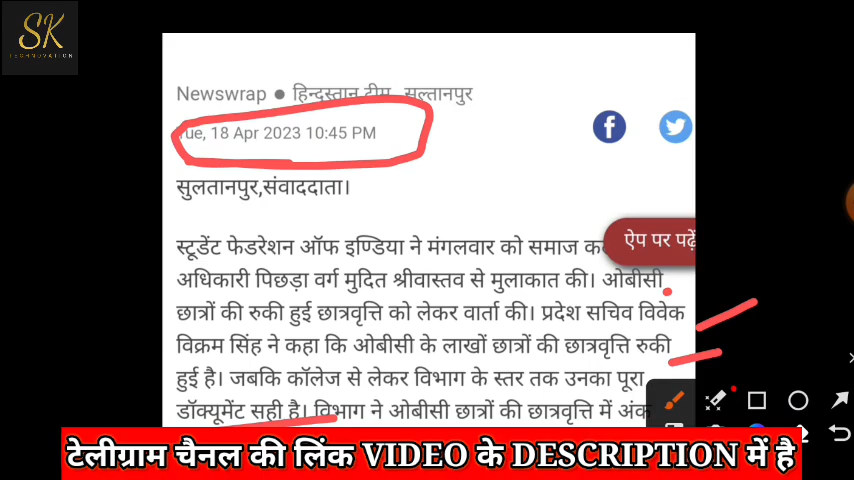 SK
TECHNOVATION
Newswrap ● हिन्दुस्तान टीम, सुल्तानपुर
Tue, 18 Apr 2023 10:45 PM
सुलतानपुर,संवाददाता।
स्टूडेंट फेडरेशन ऑफ इण्डिया ने मंगलवार को समाज
ऐप पर पढ़ें
अधिकारी पिछड़ा वर्ग मुदित श्रीवास्तव से मुलाकात की। ओबीसी
छात्रों की रुकी हुई छात्रवृत्ति को लेकर वार्ता की। प्रदेश सचिव विवेक
विक्रम सिंह ने कहा कि ओबीसी के लाखों छात्रों की छात्रवृत्ति रुकी
हुई है। जबकि कॉलेज से लेकर विभाग के स्तर तक उनका पूरा
डॉक्यूमेंट सही है। विभाग ने ओबीसी छात्रों की छात्रवृत्ति में अंक
टेलीग्राम चैनल की लिंक VIDEO के DESCRIPTION में है